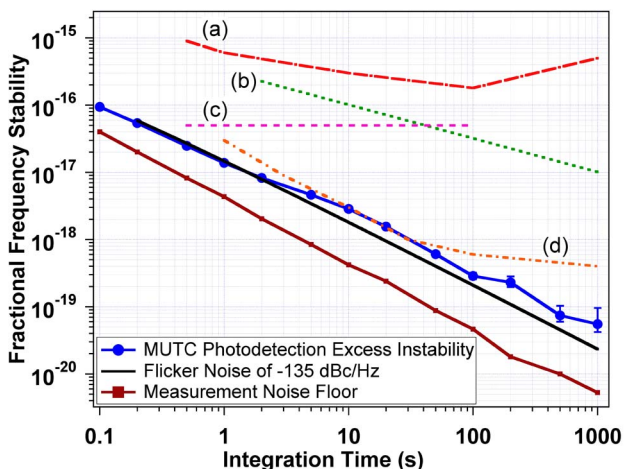 Fractional Frequency Stability
10⁻¹⁵
10⁻¹⁶
10⁻¹⁷
10⁻¹⁸
10⁻¹⁹
10⁻²⁰
(a)
(b)
(c)
(d)
MUTC Photodetection Excess Instability
Flicker Noise of -135 dBc/Hz
Measurement Noise Floor
0.1 1 10 100 1000
Integration Time (s)